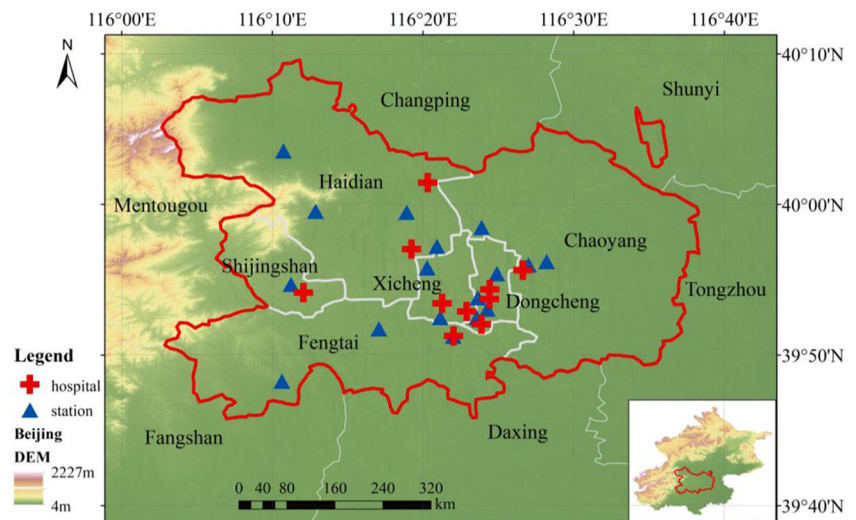 116°00'E 116°10'E 116°20'E 116°30'E 116°40'E
N
40°10'N
Shunyi
Changping
Haidian
Mentougou
40°00'N
Chaoyang
Shijingshan
Xicheng
Tongzhou
Dongcheng
Fengtai
39°50'N
Legend
hospital
station
Beijing
DEM
2227m
4m
Fangshan
Daxing
0 40 80 160 240 320
km
39°40'N